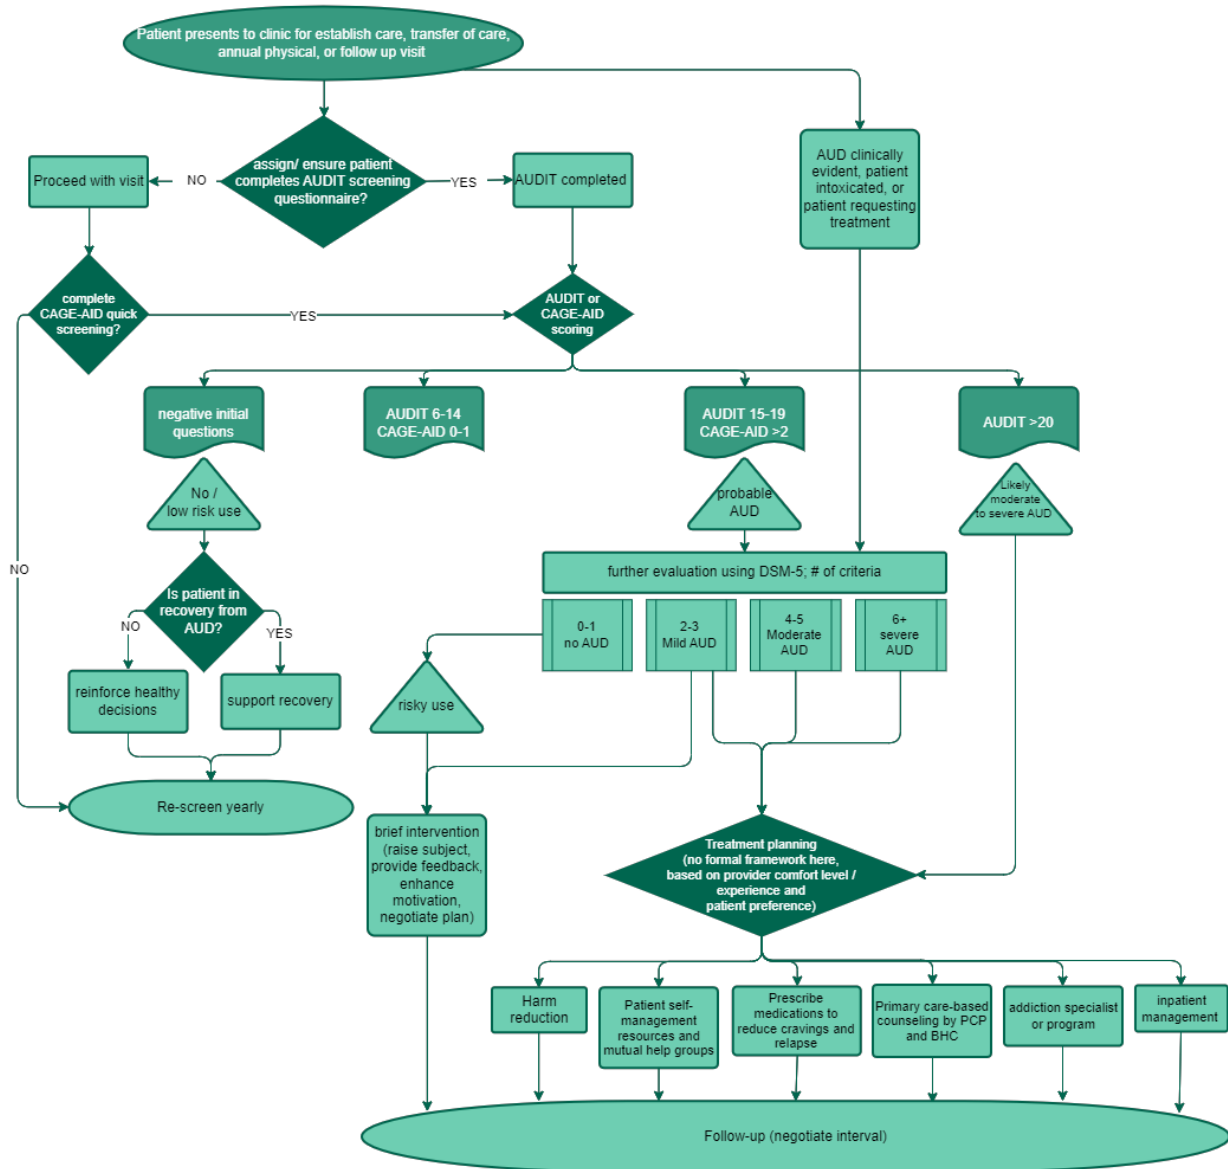 Patient presents to clinic for establish care, transfer of care,
annual physical, or follow up visit
assign/ ensure patient
completes AUDIT screening
questionnaire?
NO
YES
Proceed with visit
AUDIT completed
AUD clinically
evident, patient
intoxicated, or
patient requesting
treatment
complete
CAGE-AID quick
screening?
YES
NO
AUDIT or
CAGE-AID
scoring
negative initial
questions
AUDIT 6-14
CAGE-AID 0-1
AUDIT 15-19
CAGE-AID >2
AUDIT >20
No /
low risk use
probable
AUD
Likely
moderate
to severe AUD
Is patient in
recovery from
AUD?
NO
YES
reinforce healthy
decisions
support recovery
Re-screen yearly
further evaluation using DSM-5; # of criteria
0-1
no AUD
2-3
Mild AUD
4-5
Moderate
AUD
6+
severe
AUD
risky use
brief intervention
(raise subject,
provide feedback,
enhance
motivation,
negotiate plan)
Treatment planning
(no formal framework here,
based on provider comfort level /
experience and
patient preference)
Harm
reduction
Patient self-
management
resources and
mutual help groups
Prescribe
medications to
reduce cravings and
relapse
Primary care-based
counseling by PCP
and BHC
addiction specialist
or program
inpatient
management
Follow-up (negotiate interval)